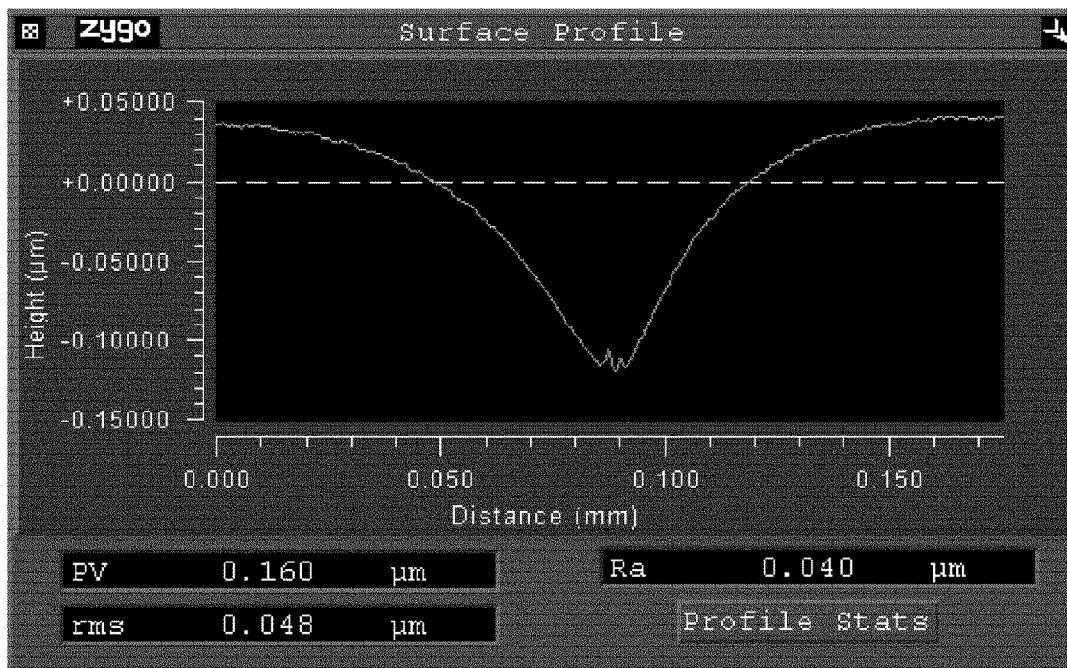 zygo Surface Profile
+0.05000
+0.00000
-0.05000
-0.10000
-0.15000
Height (µm)
0.000 0.050 0.100 0.150
Distance (mm)
PV 0.160 µm Ra 0.040 µm
rms 0.048 µm Profile Stats